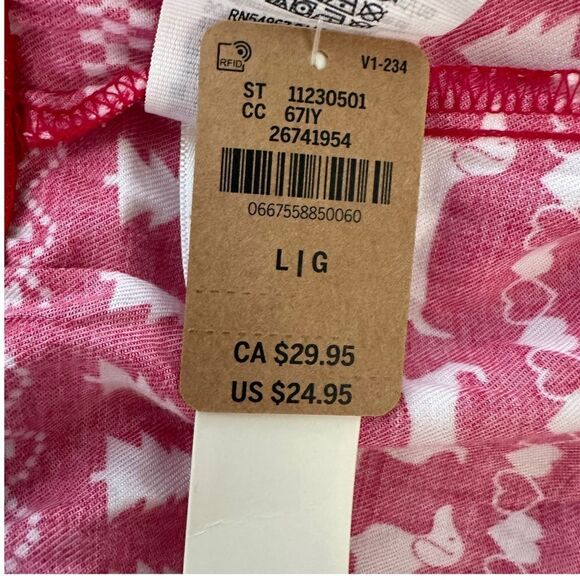 RFID
V1-234
ST 11230501
CC 67IY
26741954
0667558850060
L | G
CA $29.95
US $24.95